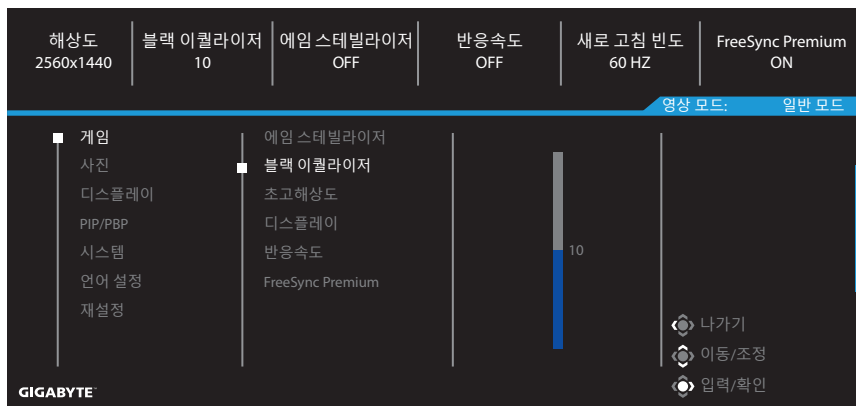 해상도
2560x1440
블랙 이퀄라이저
10
에임 스테빌라이저
OFF
반응속도
OFF
새로 고침 빈도
60 HZ
FreeSync Premium
ON
영상 모드: 일반 모드
게임
사진
디스플레이
PIP/PBP
시스템
언어 설정
재설정
에임 스테빌라이저
블랙 이퀄라이저
초고해상도
디스플레이
반응속도
FreeSync Premium
10
나가기
이동/조정
입력/확인
GIGABYTE™